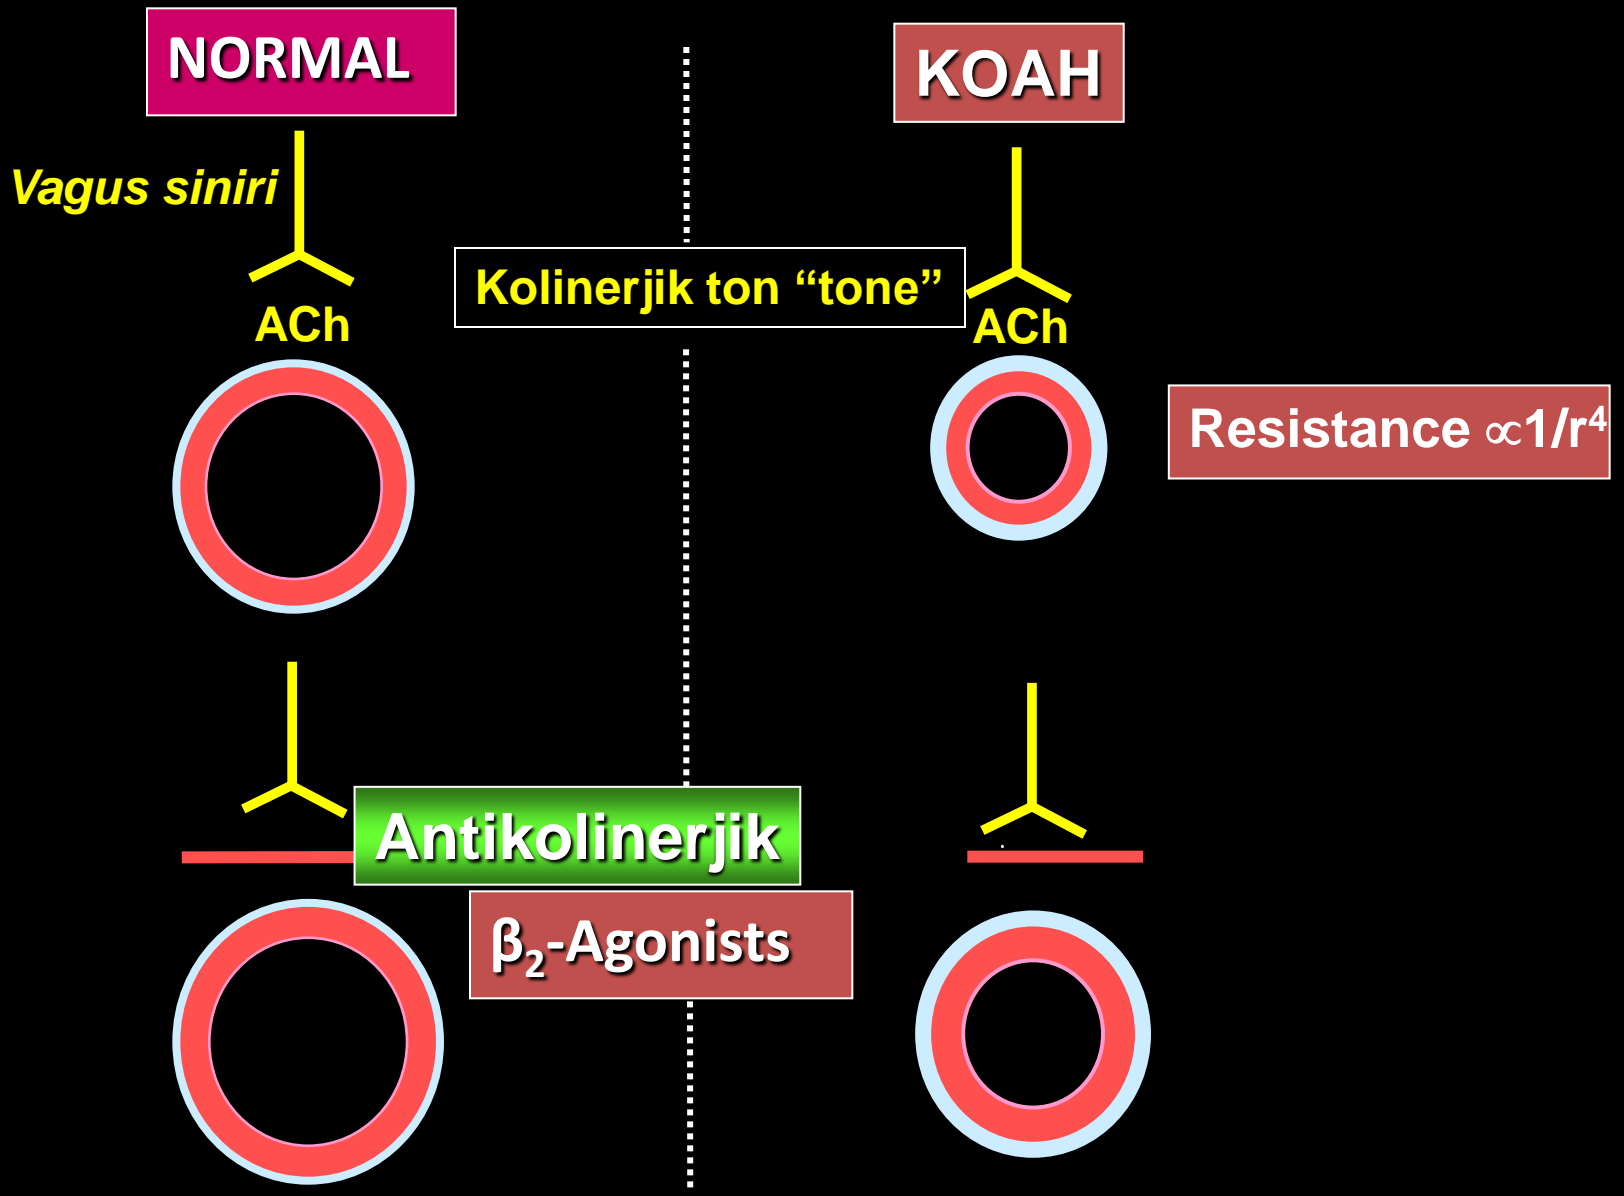 NORMAL
KOAH
Vagus siniri
Kolinerjik ton “tone”
ACh
ACh
Resistance ∝1/r⁴
Antikolinerjik
β₂-Agonists